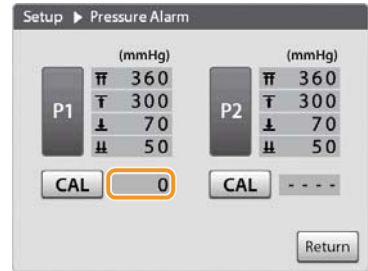 Setup ▶ Pressure Alarm
(mmHg) (mmHg)
P1 360 P2 360
300 300
70 70
50 50
CAL 0 CAL ----
Return